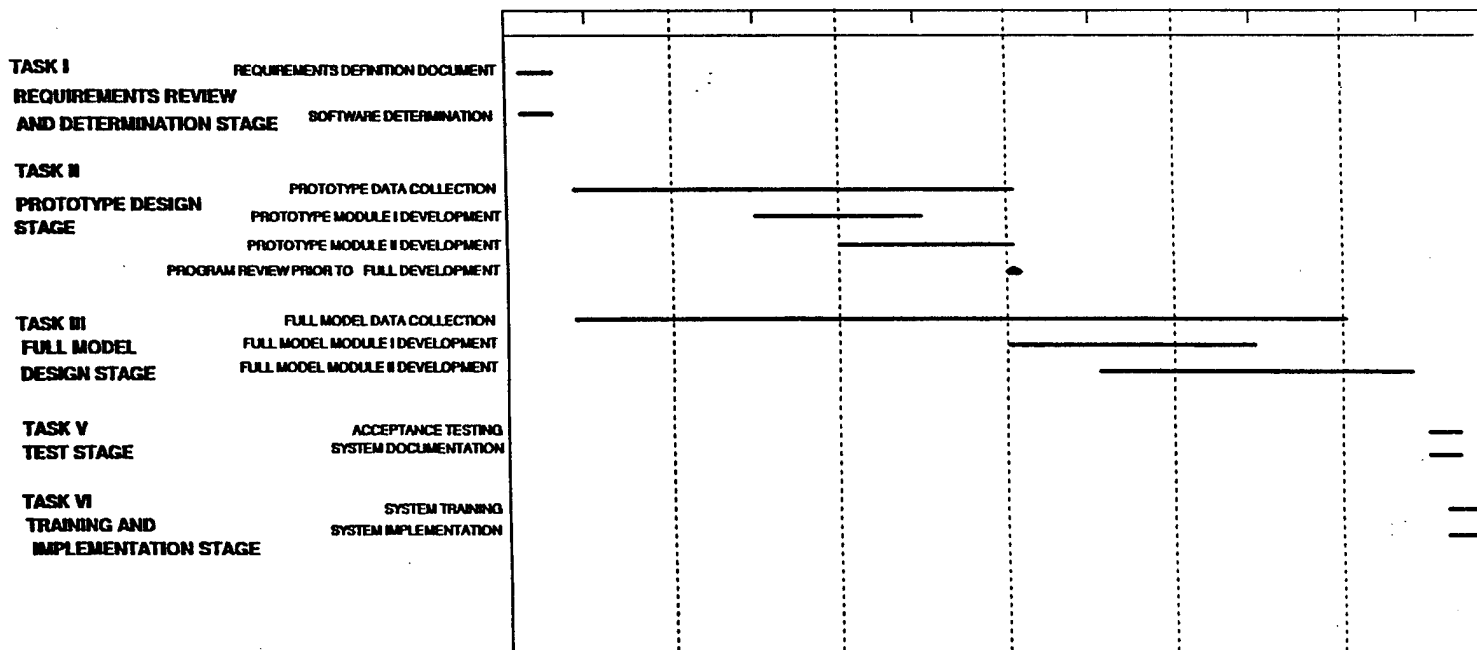 TASK I
REQUIREMENTS DEFINITION DOCUMENT
REQUIREMENTS REVIEW
AND DETERMINATION STAGE
SOFTWARE DETERMINATION
TASK II
PROTOTYPE DATA COLLECTION
PROTOTYPE DESIGN
STAGE
PROTOTYPE MODULE I DEVELOPMENT
PROTOTYPE MODULE II DEVELOPMENT
PROGRAM REVIEW PRIOR TO FULL DEVELOPMENT
TASK III
FULL MODEL DATA COLLECTION
FULL MODEL
FULL MODEL MODULE I DEVELOPMENT
DESIGN STAGE
FULL MODEL MODULE II DEVELOPMENT
TASK V
ACCEPTANCE TESTING
TEST STAGE
SYSTEM DOCUMENTATION
TASK VI
SYSTEM TRAINING
TRAINING AND
SYSTEM IMPLEMENTATION
IMPLEMENTATION STAGE